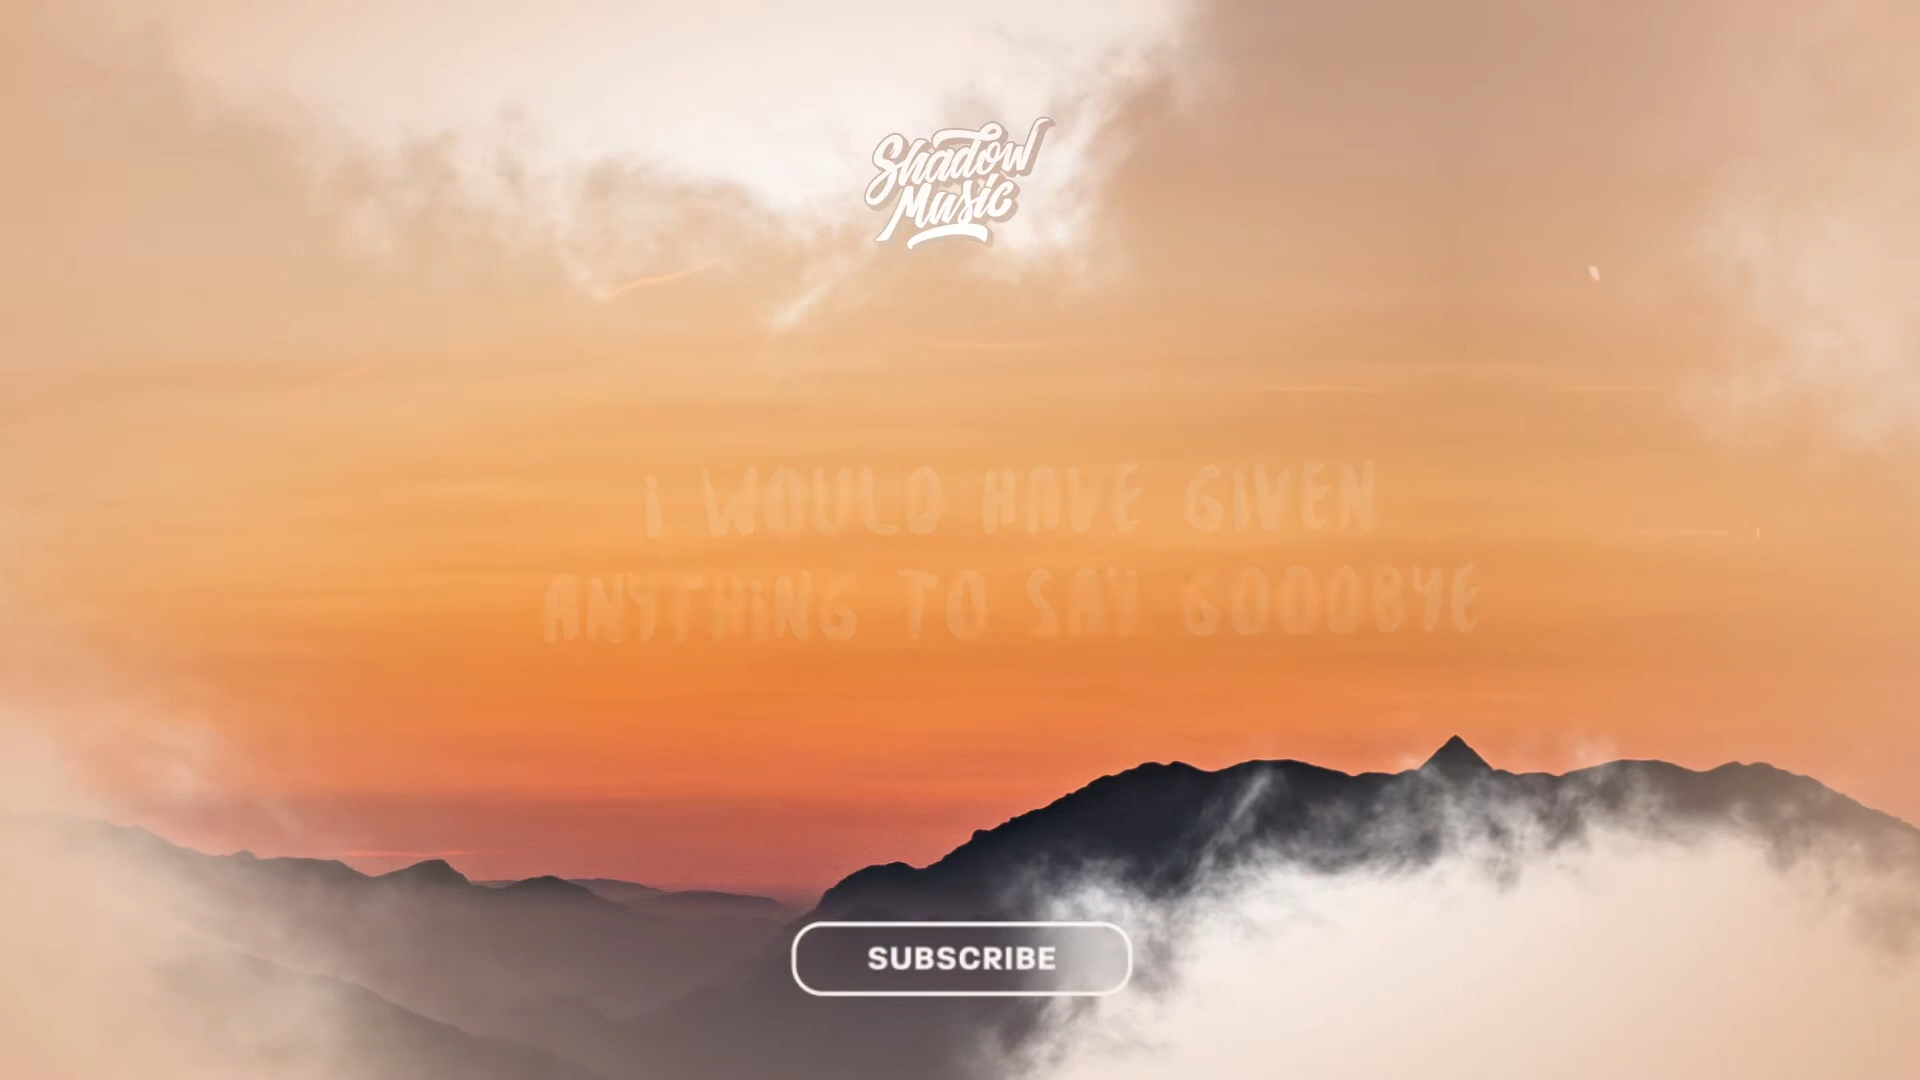 Shadow
Music
I WOULD HAVE GIVEN
ANYTHING TO SAY GOODBYE
SUBSCRIBE